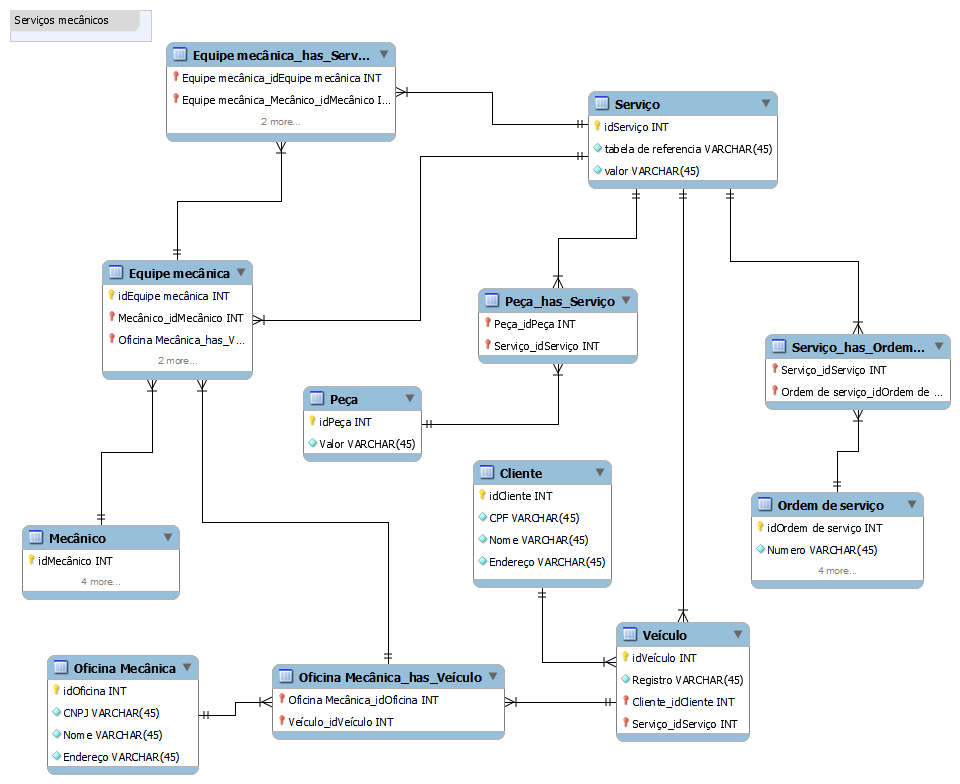 Serviços mecânicos
Equipe mecânica_has_Serv...
Equipe mecânica_idEquipe mecânica INT
Equipe mecânica_Mecânico_idMecânico I...
2 more...
Serviço
idServiço INT
tabela de referencia VARCHAR(45)
valor VARCHAR(45)
Equipe mecânica
idEquipe mecânica INT
Mecânico_idMecânico INT
Oficina Mecânica_has_V...
2 more...
Peça_has_Serviço
Peça_idPeça INT
Serviço_idServiço INT
Serviço_has_Ordem...
Serviço_idServiço INT
Ordem de serviço_idOrdem de ...
Peça
idPeça INT
Valor VARCHAR(45)
Cliente
idCliente INT
CPF VARCHAR(45)
Nome VARCHAR(45)
Endereço VARCHAR(45)
Ordem de serviço
idOrdem de serviço INT
Numero VARCHAR(45)
4 more...
Mecânico
idMecânico INT
4 more...
Veículo
idVeículo INT
Registro VARCHAR(45)
Cliente_idCliente INT
Serviço_idServiço INT
Oficina Mecânica
idOficina INT
CNPJ VARCHAR(45)
Nome VARCHAR(45)
Endereço VARCHAR(45)
Oficina Mecânica_has_Veículo
Oficina Mecânica_idOficina INT
Veículo_idVeículo INT